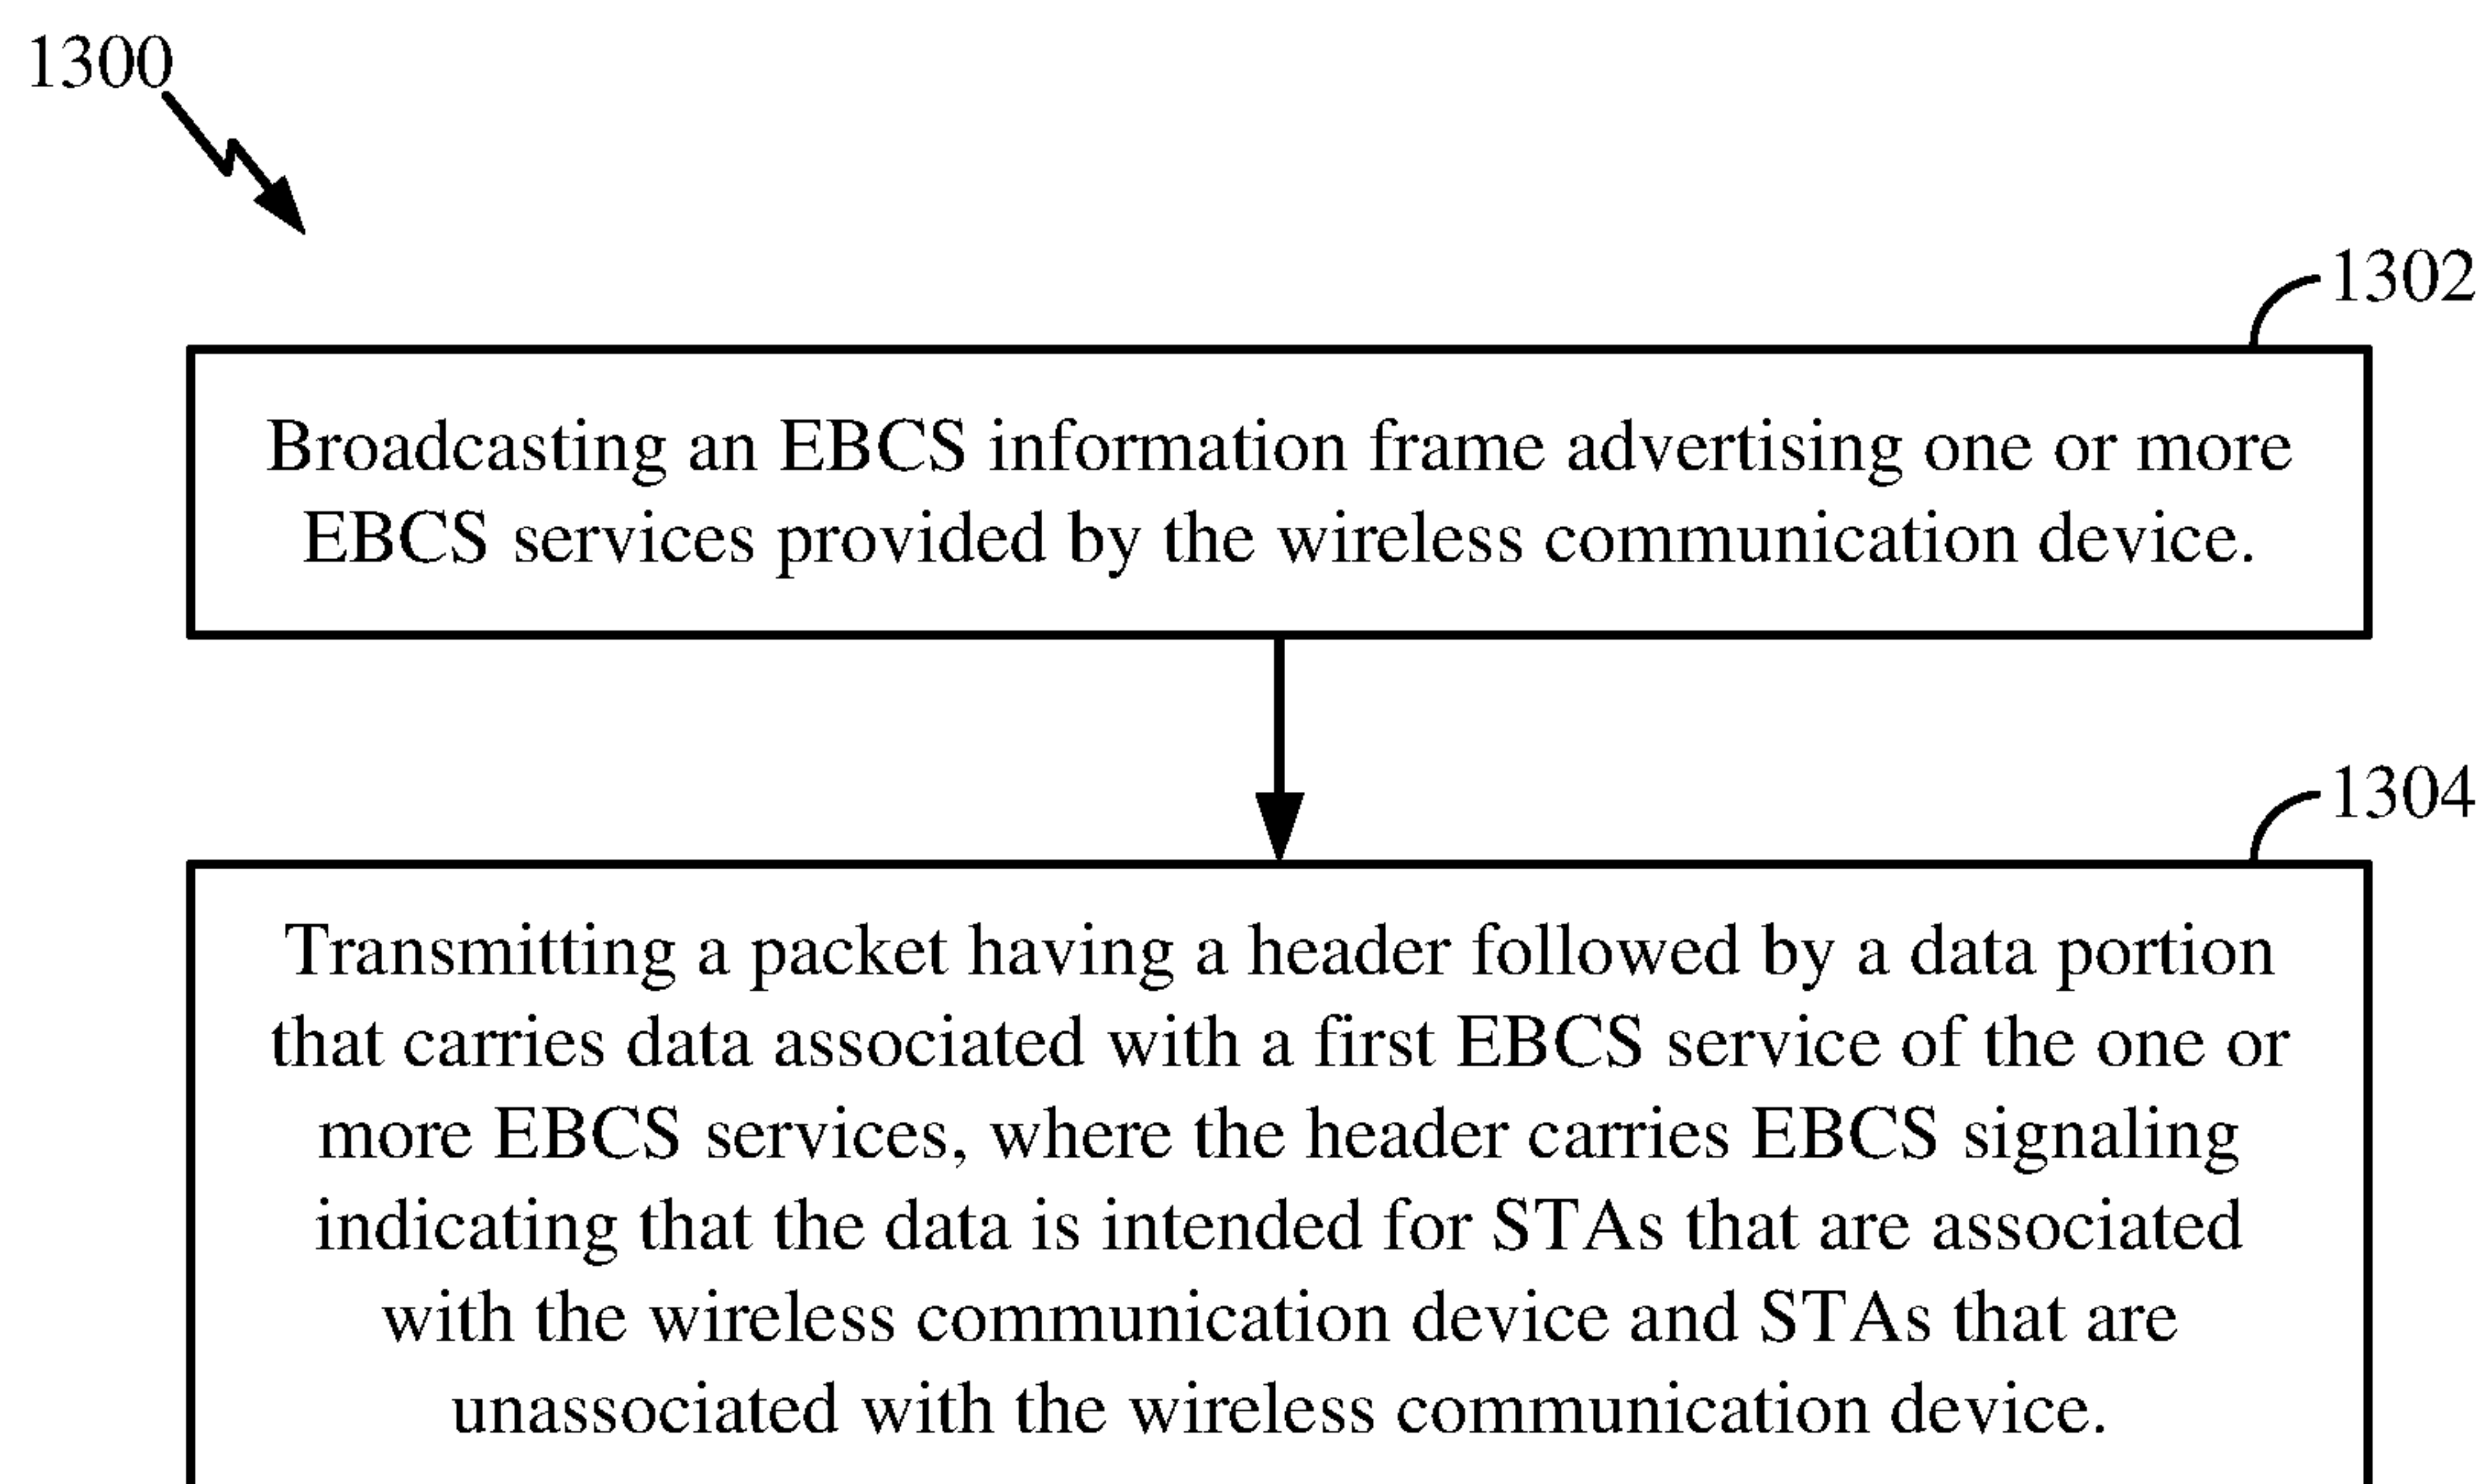 1300
1302
Broadcasting an EBCS information frame advertising one or more
EBCS services provided by the wireless communication device.
1304
Transmitting a packet having a header followed by a data portion
that carries data associated with a first EBCS service of the one or
more EBCS services, where the header carries EBCS signaling
indicating that the data is intended for STAs that are associated
with the wireless communication device and STAs that are
unassociated with the wireless communication device.